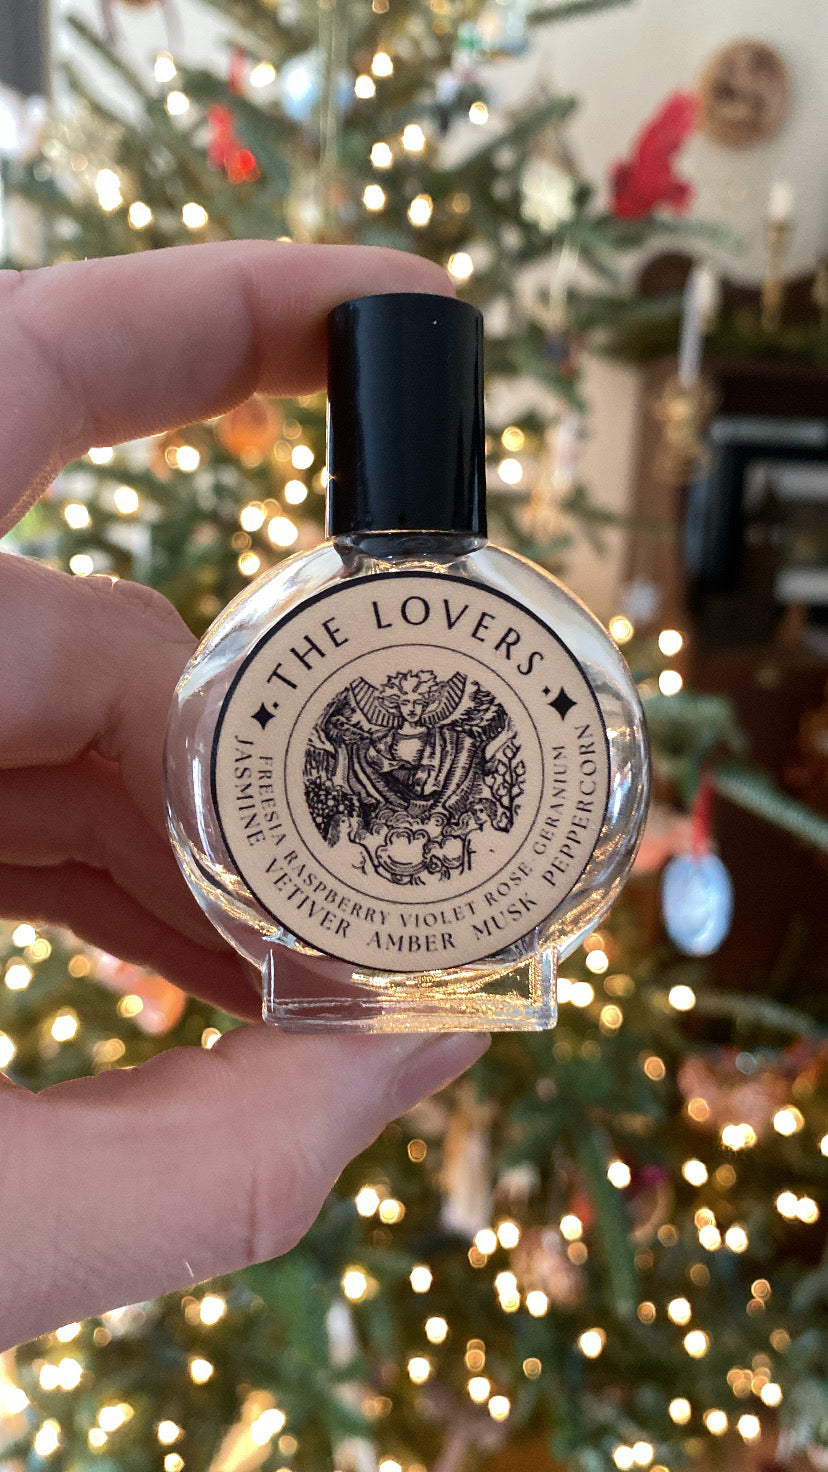 THE LOVERS
FREESIA RASPBERRY VIOLET ROSE GERANIUM
JASMINE VETIVER AMBER MUSK PEPPERCORN